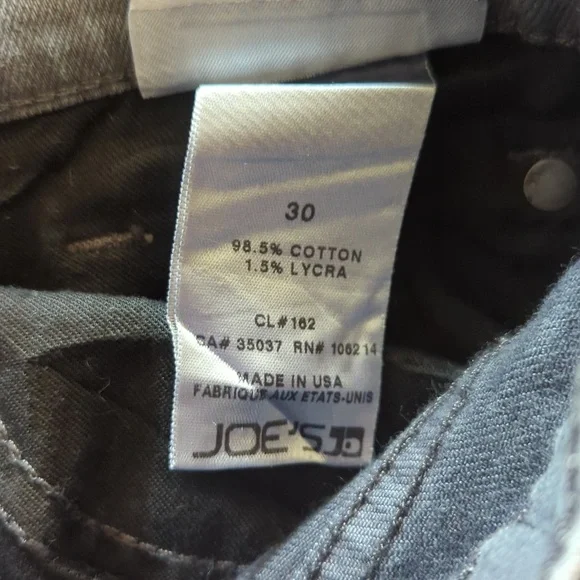 30
98.5% COTTON
1.5% LYCRA
CL#162
CA# 35037 RN# 106214
MADE IN USA
FABRIQUE AUX ETATS-UNIS
JOE'S